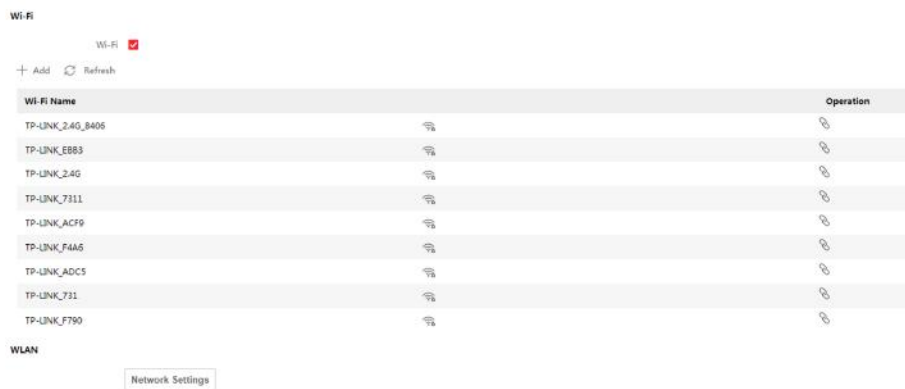 Wi-Fi
Wi-Fi
Add Refresh
Wi-Fi Name Operation
TP-LINK_2.4G_8406
TP-LINK_EBB3
TP-LINK_2.4G
TP-LINK_7311
TP-LINK_ACF9
TP-LINK_F4A6
TP-LINK_ADC5
TP-LINK_731
TP-LINK_F790
WLAN
Network Settings